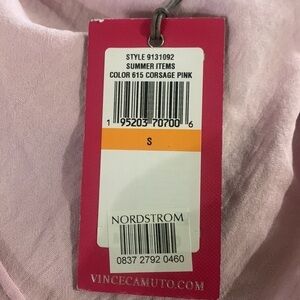 STYLE 9131092
SUMMER ITEMS
COLOR 615 CORSAGE PINK
1 95203 70700 6
S
NORDSTROM
0837 2792 0460
VINCECAMUTO.COM